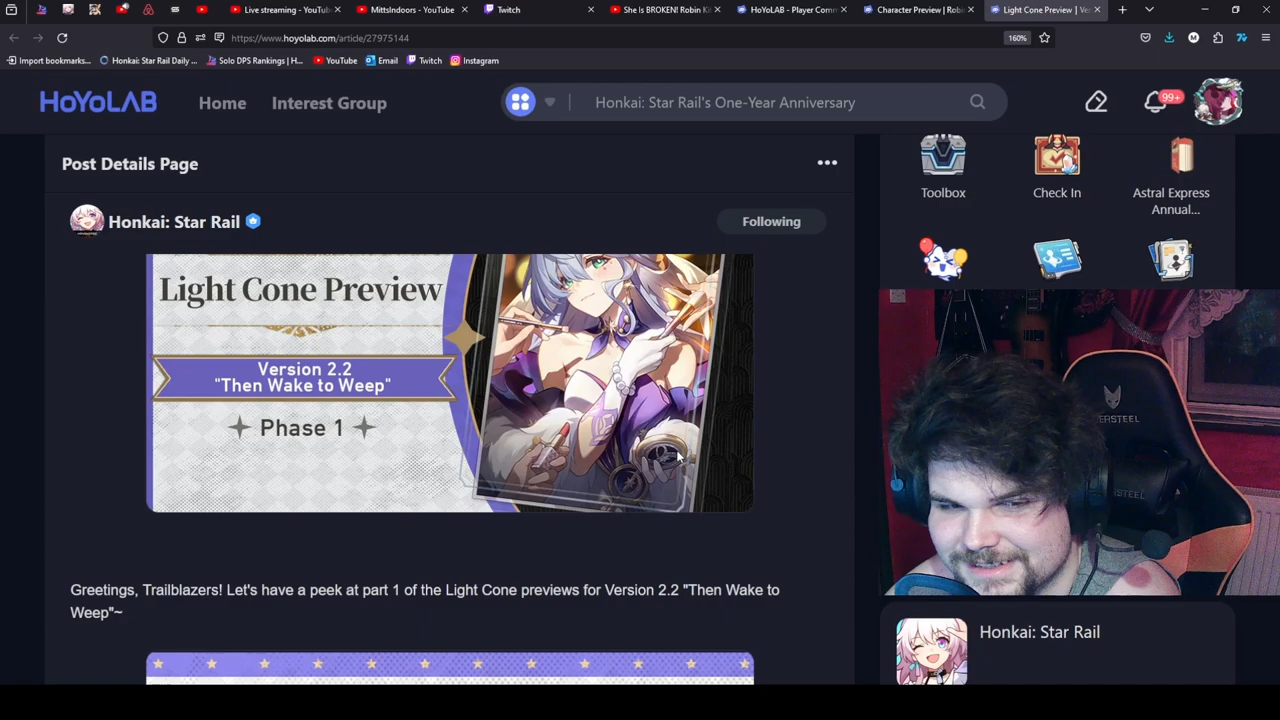 Live streaming - YouTub
MittsIndoors - YouTube
Twitch
She Is BROKEN! Robin Ki
HoYoLAB - Player Comm
Character Preview | Robi
Light Cone Preview | Ve
https://www.hoyolab.com/article/27975144
160%
Import bookmarks...
Honkai: Star Rail Daily ...
Solo DPS Rankings | H...
YouTube
Email
Twitch
Instagram
HoYoLAB
Home
Interest Group
Honkai: Star Rail's One-Year Anniversary
99+
Post Details Page
Toolbox
Check In
Astral Express
Annual...
Honkai: Star Rail
Following
Light Cone Preview
Version 2.2
"Then Wake to Weep"
Phase 1
Greetings, Trailblazers! Let's have a peek at part 1 of the Light Cone previews for Version 2.2 "Then Wake to
Weep"~
Honkai: Star Rail